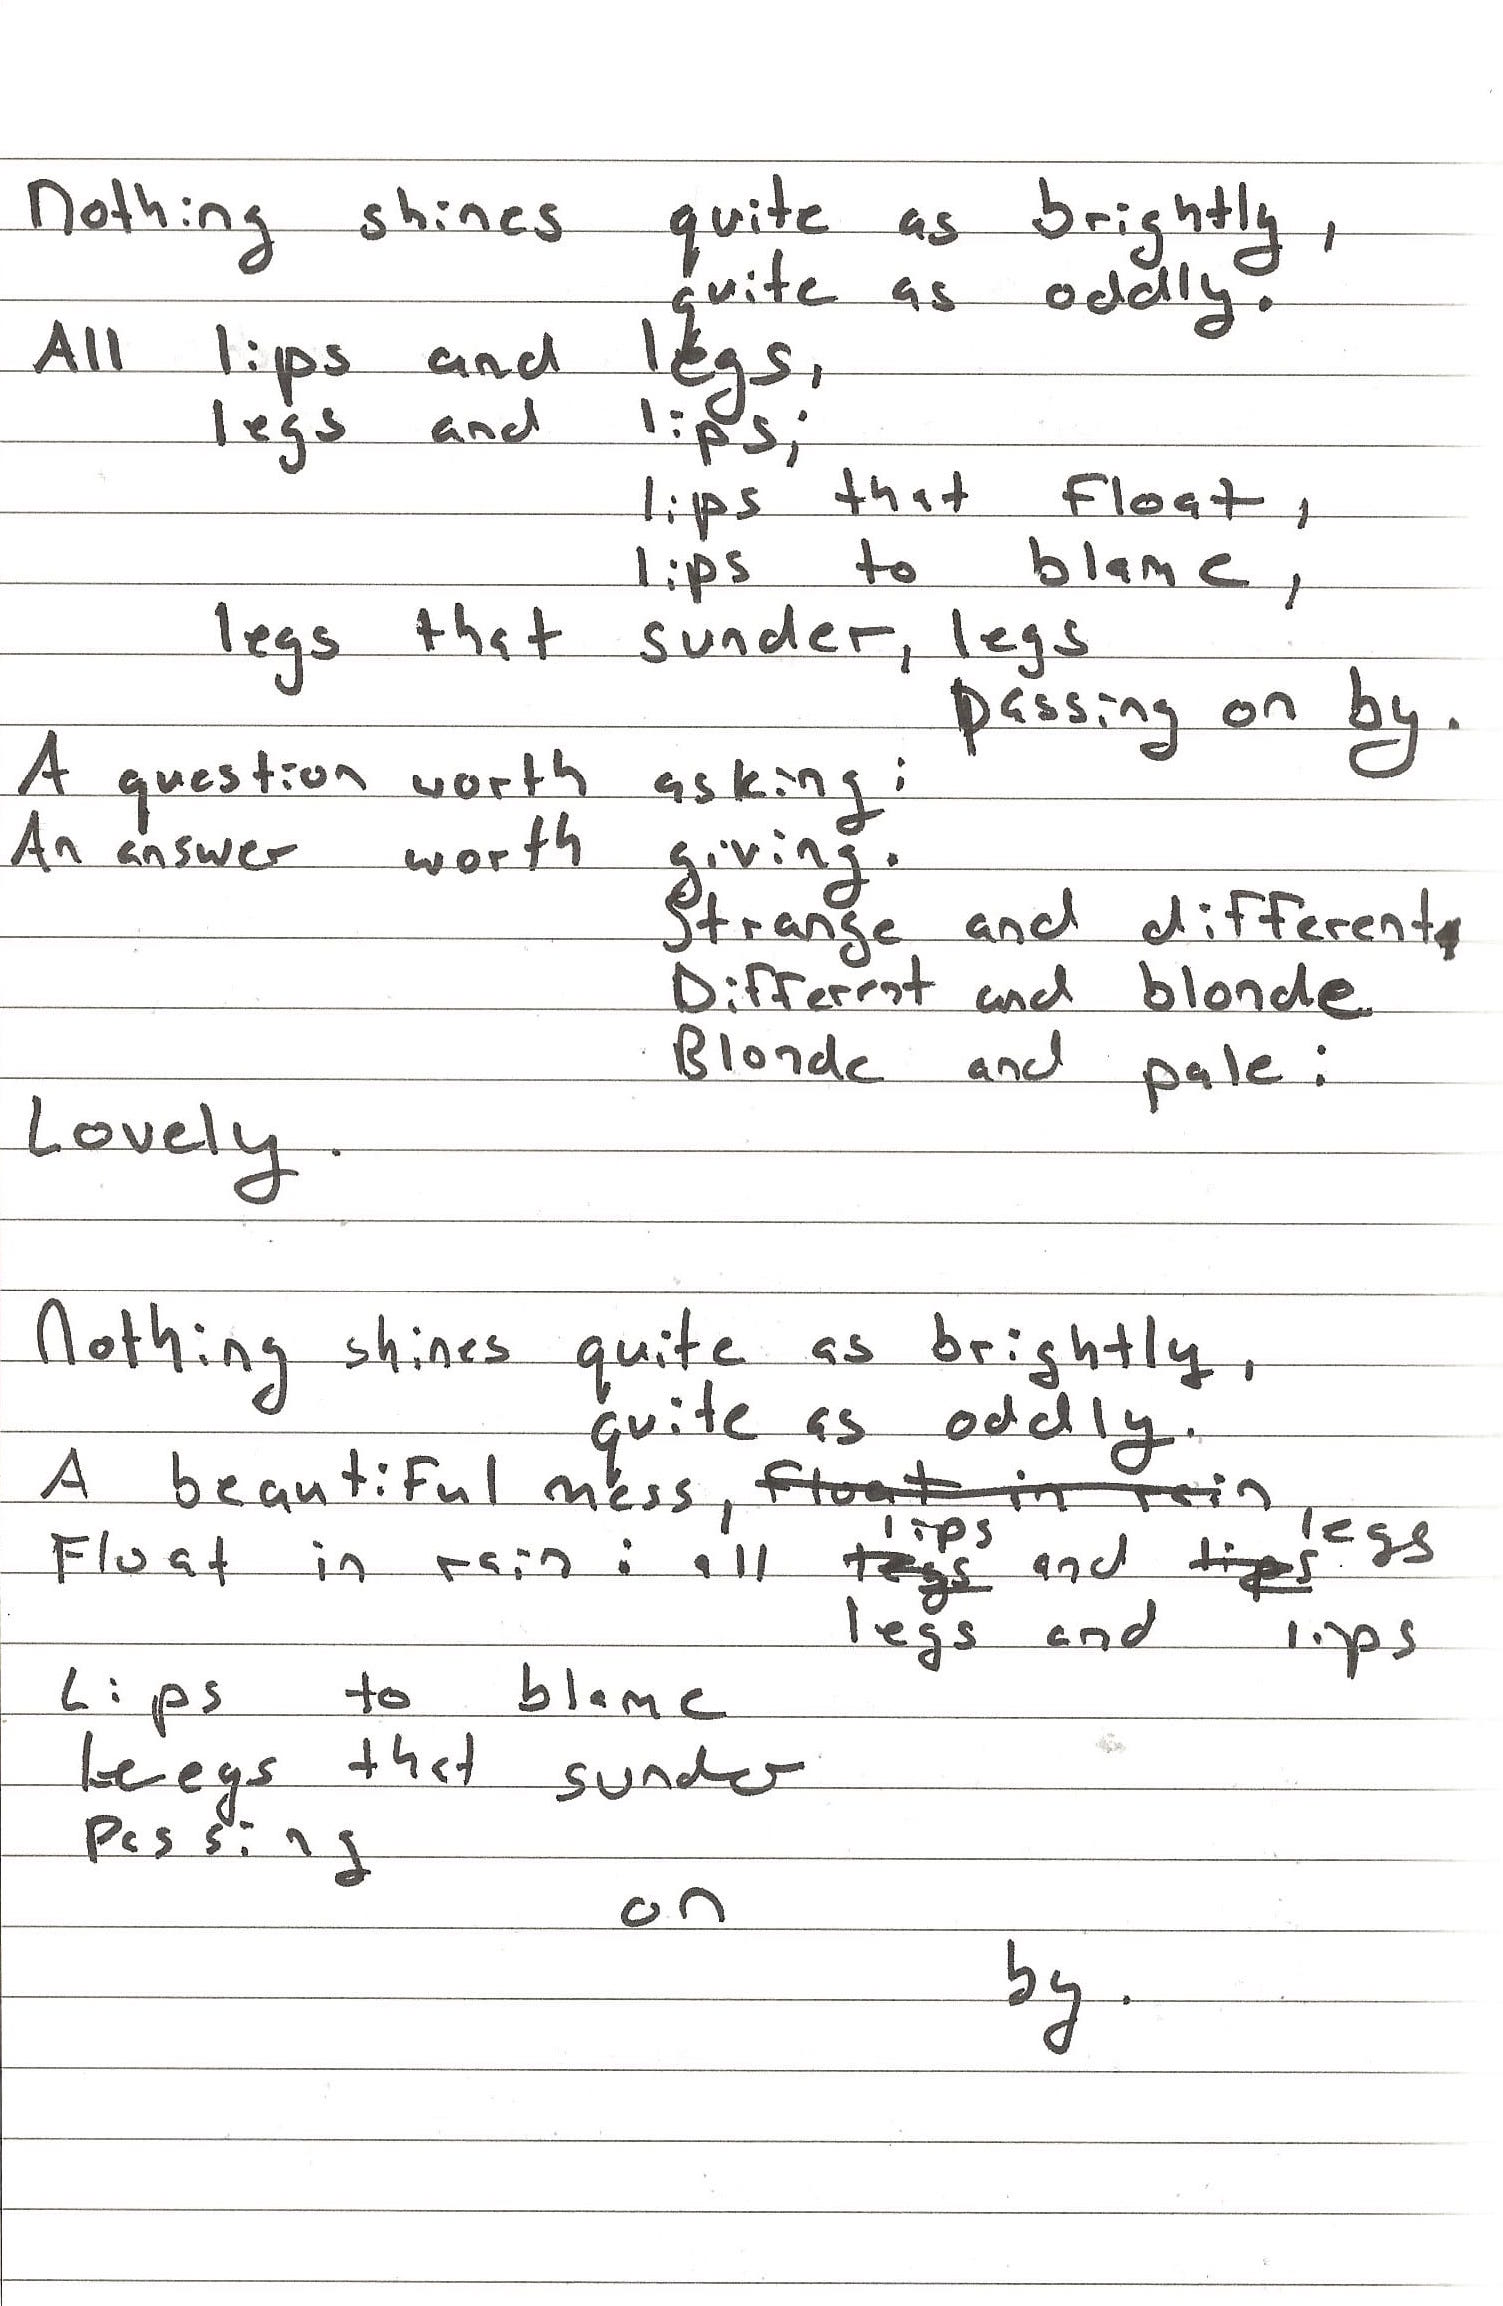 Nothing shines quite as brightly,
quite as oddly.
All lips and legs,
legs and lips;
lips that float,
lips to blame,
legs that sunder, legs
passing on by.
A question worth asking;
An answer worth giving.
Strange and different,
Different and blonde
Blonde and pale:
Lovely.
Nothing shines quite as brightly,
quite as oddly.
A beautiful mess, float in rain,
lips legs
Float in rain: all legs and lips
legs and lips
Lips to blame
Legs that sunder
Passing
on
by.